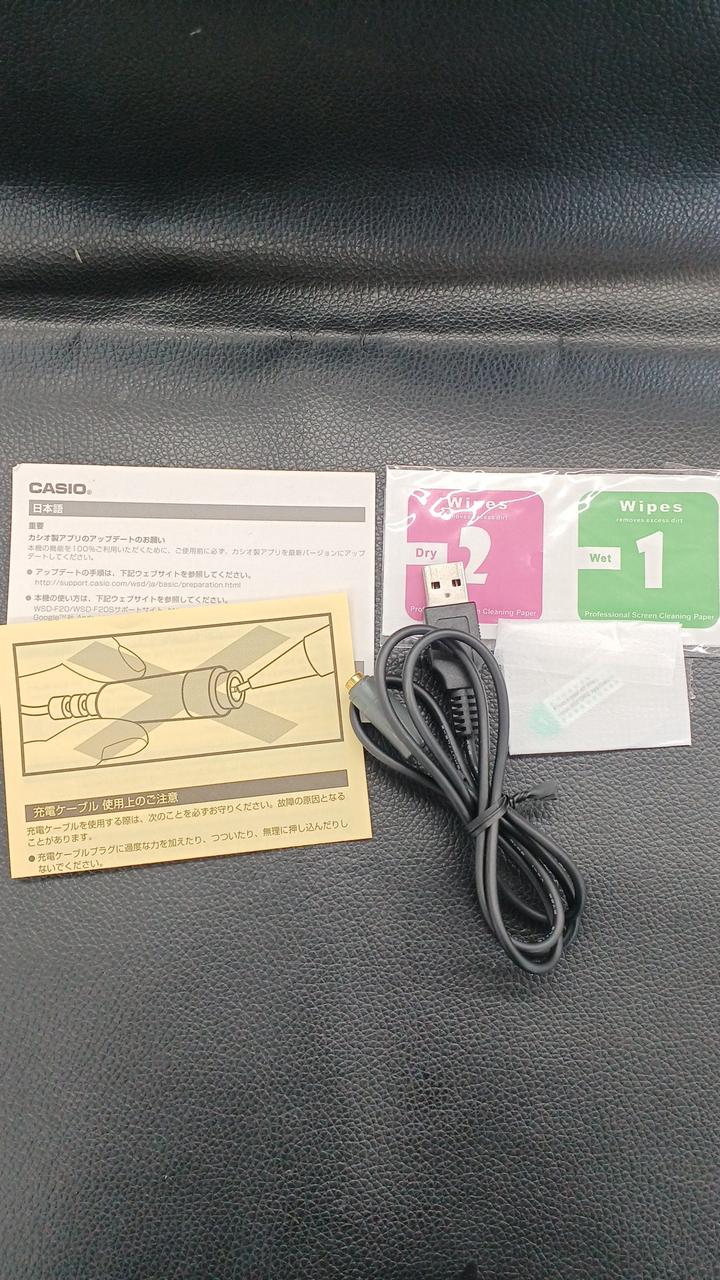 CASIO®
日本語
重要
カシオ製アプリのアップデートのお願い
本機の機能を100%ご利用いただくために、ご使用前に必ず、カシオ製アプリを最新バージョンにアップ
デートしてください。
● アップデートの手順は、下記ウェブサイトを参照してください。
http://support.casio.com/wsd/ja/basic/preparation.html
● 本機の使い方は、下記ウェブサイトを参照してください。
WSD-F20/WSD-F20Sサポートサイト
Google™社
充電ケーブル 使用上のご注意
充電ケーブルを使用する際は、次のことを必ずお守りください。故障の原因となる
ことがあります。
● 充電ケーブルプラグに過度な力を加えたり、つついたり、無理に押し込んだりし
ないでください。
Wipes
removes excess dirt
Dry
2
Professional Screen Cleaning Paper
Wipes
removes excess dirt
Wet
1
Professional Screen Cleaning Paper